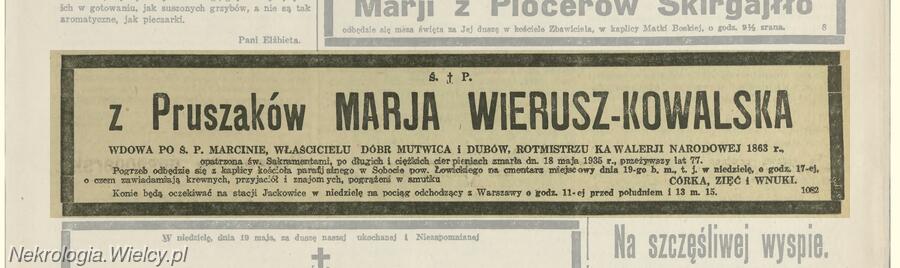 ich w gotowaniu, jak suszonych grzybów, a nie są tak
aromatyczne, jak pieczarki.
Pani Elżbieta.
Marji z Plocerów Skirgajłło
odbędzie się msza święta na Jej duszę w kościele Zbawiciela, w kaplicy Matki Boskiej, o godz. 9½ zrana. 8
Ś. † P.
z Pruszaków MARJA WIERUSZ-KOWALSKA
WDOWA PO Ś. P. MARCINIE, WŁAŚCICIELU DÓBR MUTWICA i DUBÓW, ROTMISTRZU KAWALERJI NARODOWEJ 1863 r.,
opatrzona św. Sakramentami, po długich i ciężkich cierpieniach zmarła dn. 18 maja 1935 r., przeżywszy lat 77.
Pogrzeb odbędzie się z kaplicy kościoła parafjalnego w Sobocie pow. Łowickiego na cmentarz miejscowy dnia 19-go b. m., t. j. w niedzielę, o godz. 17-ej,
o czem zawiadamiają krewnych, przyjaciół i znajomych, pogrążeni w smutku CÓRKA, ZIĘĆ i WNUKI.
Konie będą oczekiwać na stacji Jackowice w niedzielę na pociąg odchodzący z Warszawy o godz. 11-ej przed południem i 13 m. 15. 1082
W niedzielę, dnia 19 maja, za duszę naszej ukochanej i Niezapomnianej
Na szczęśliwej wyspie.
Nekrologia.Wielcy.pl